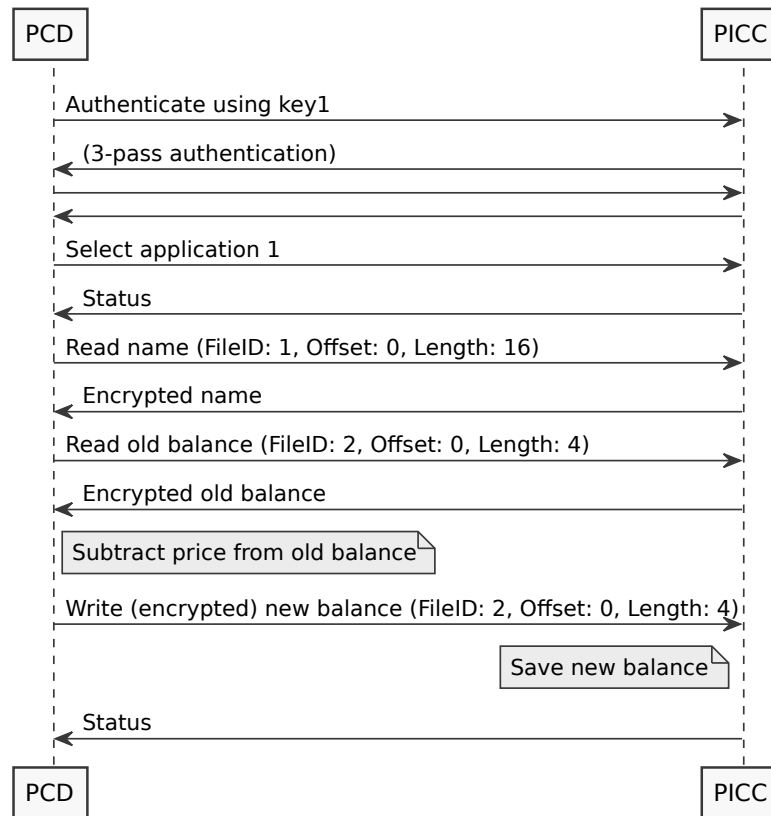 PCD
PICC
Authenticate using key1
(3-pass authentication)
Select application 1
Status
Read name (FileID: 1, Offset: 0, Length: 16)
Encrypted name
Read old balance (FileID: 2, Offset: 0, Length: 4)
Encrypted old balance
Subtract price from old balance
Write (encrypted) new balance (FileID: 2, Offset: 0, Length: 4)
Save new balance
Status
PCD
PICC